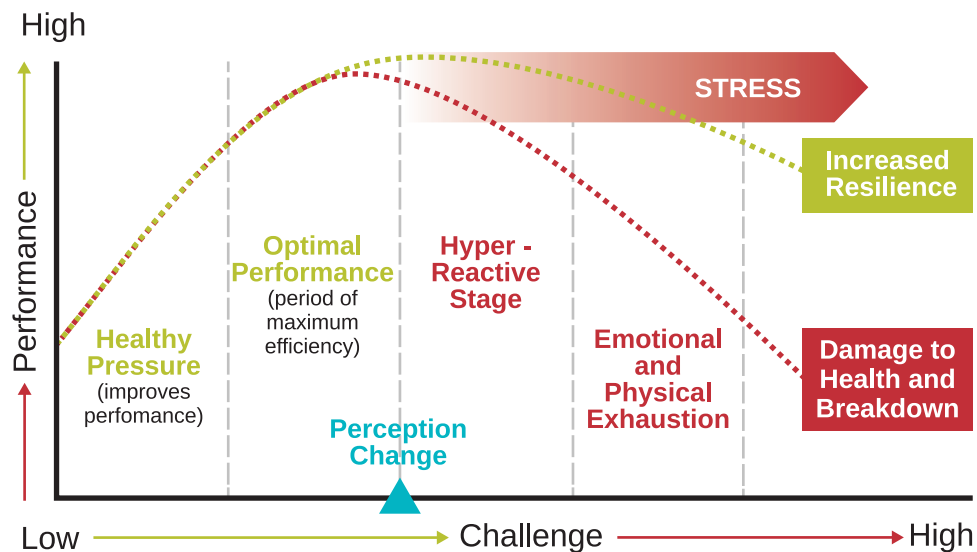 High
STRESS
Increased
Resilience
Performance
Optimal
Performance
(period of
maximum
efficiency)
Hyper -
Reactive
Stage
Healthy
Pressure
(improves
perfomance)
Emotional
and
Physical
Exhaustion
Damage to
Health and
Breakdown
Perception
Change
Low
Challenge
High